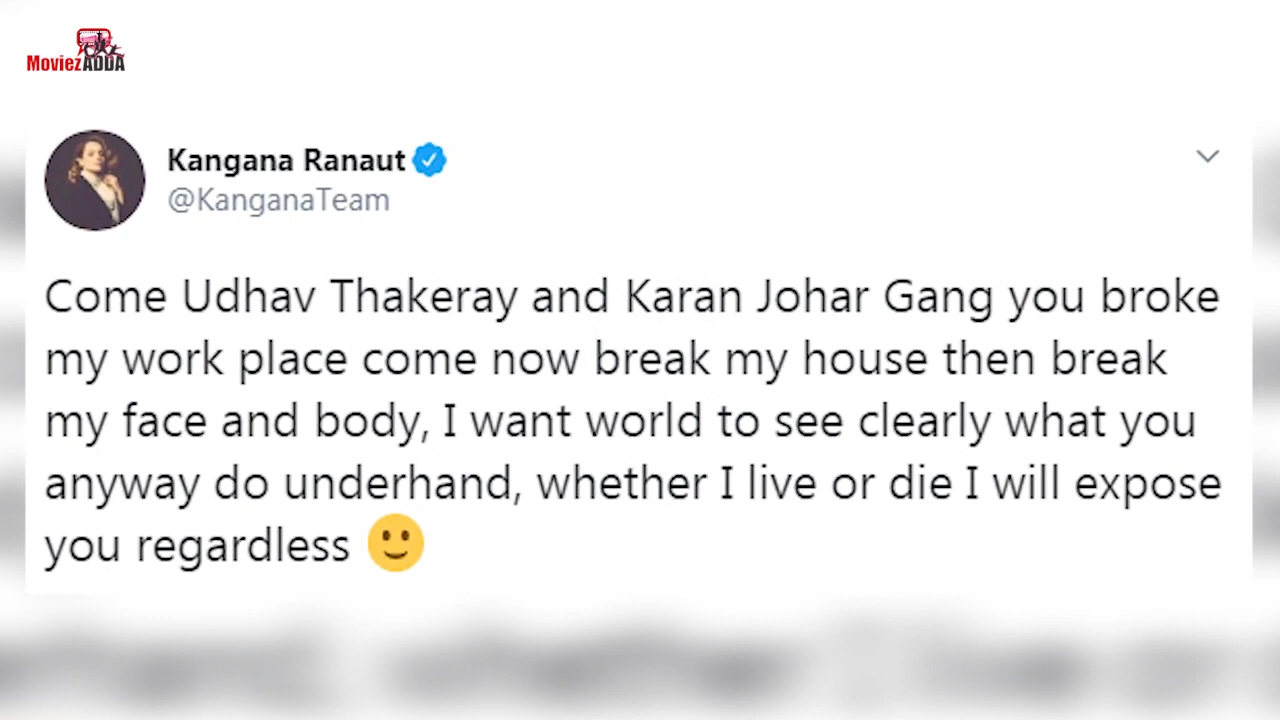 MoviezADDA
Kangana Ranaut
@KanganaTeam
Come Udhav Thakeray and Karan Johar Gang you broke
my work place come now break my house then break
my face and body, I want world to see clearly what you
anyway do underhand, whether I live or die I will expose
you regardless 🙂